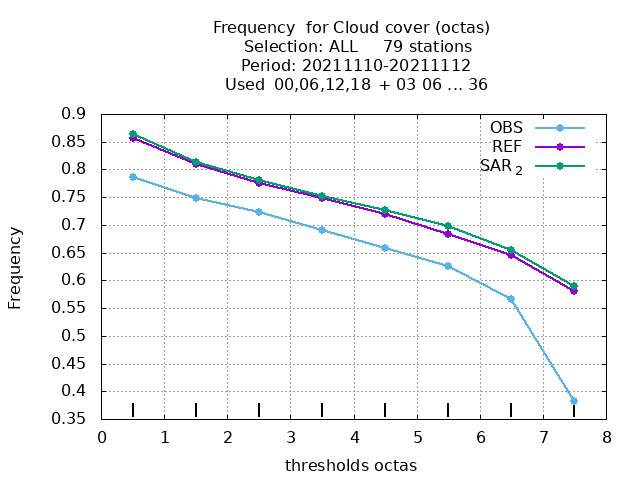 Frequency  for Cloud cover (octas)
Selection: ALL     79 stations
Period: 20211110-20211112
Used  00,06,12,18  + 03 06 ... 36
OBS
REF
SAR 2
0.9
0.85
0.8
0.75
0.7
0.65
0.6
0.55
0.5
0.45
0.4
0.35
Frequency
0 1 2 3 4 5 6 7 8
thresholds octas